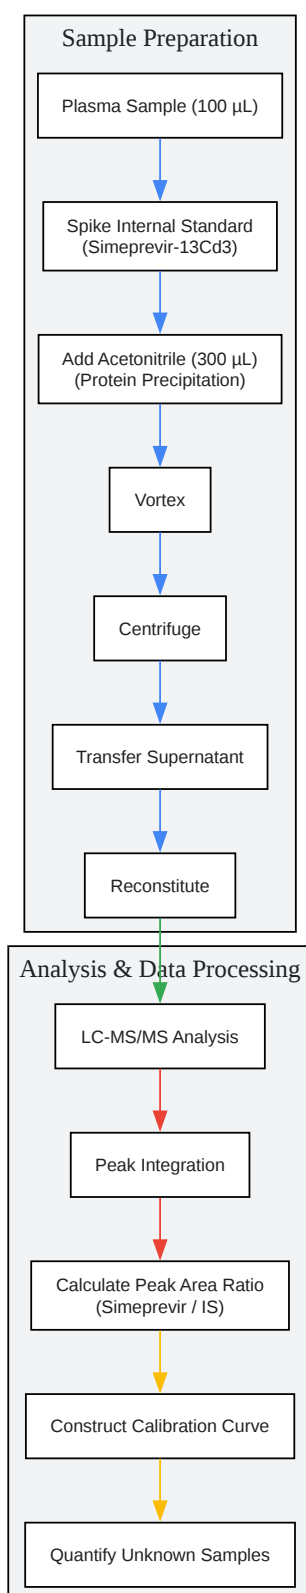 Sample Preparation
Plasma Sample (100 µL)
Spike Internal Standard
(Simeprevir-13Cd3)
Add Acetonitrile (300 µL)
(Protein Precipitation)
Vortex
Centrifuge
Transfer Supernatant
Reconstitute
Analysis & Data Processing
LC-MS/MS Analysis
Peak Integration
Calculate Peak Area Ratio
(Simeprevir / IS)
Construct Calibration Curve
Quantify Unknown Samples